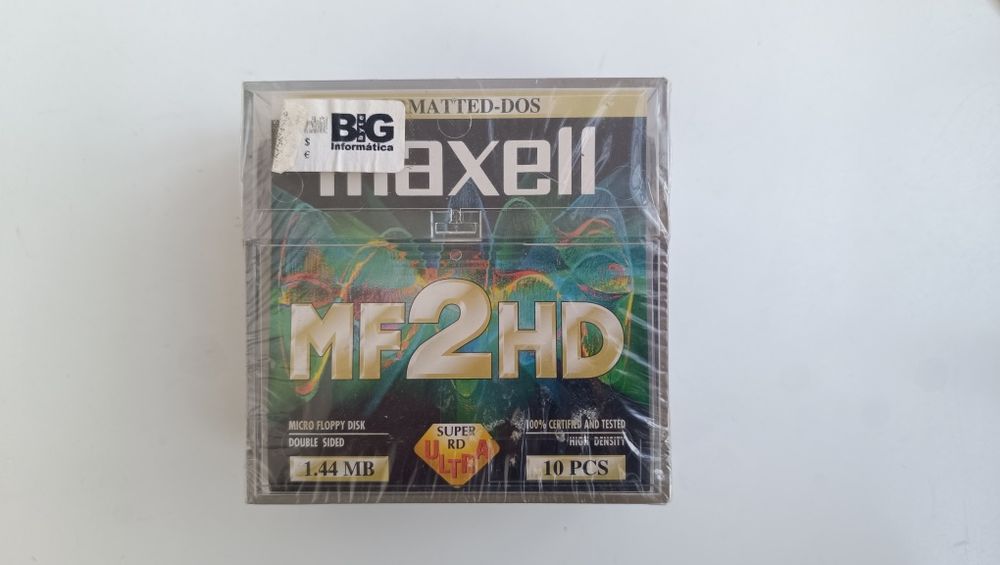 MATTED-DOS
BIG
byte
Informática
$
€
maxell
MF2HD
MICRO FLOPPY DISK
DOUBLE SIDED
1.44 MB
SUPER
RD
ULTRA
100% CERTIFIED AND TESTED
HIGH DENSITY
10 PCS